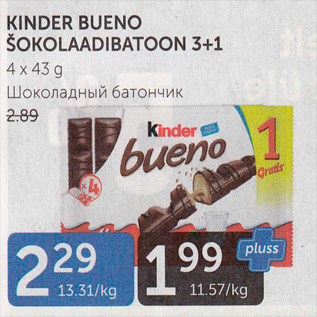 KINDER BUENO
ŠOKOLAADIBATOON 3+1
4 x 43 g
Шоколадный батончик
2.89
Kinder
bueno
1
Gratis
x4
2 29
13.31/kg
1 99
11.57/kg
pluss